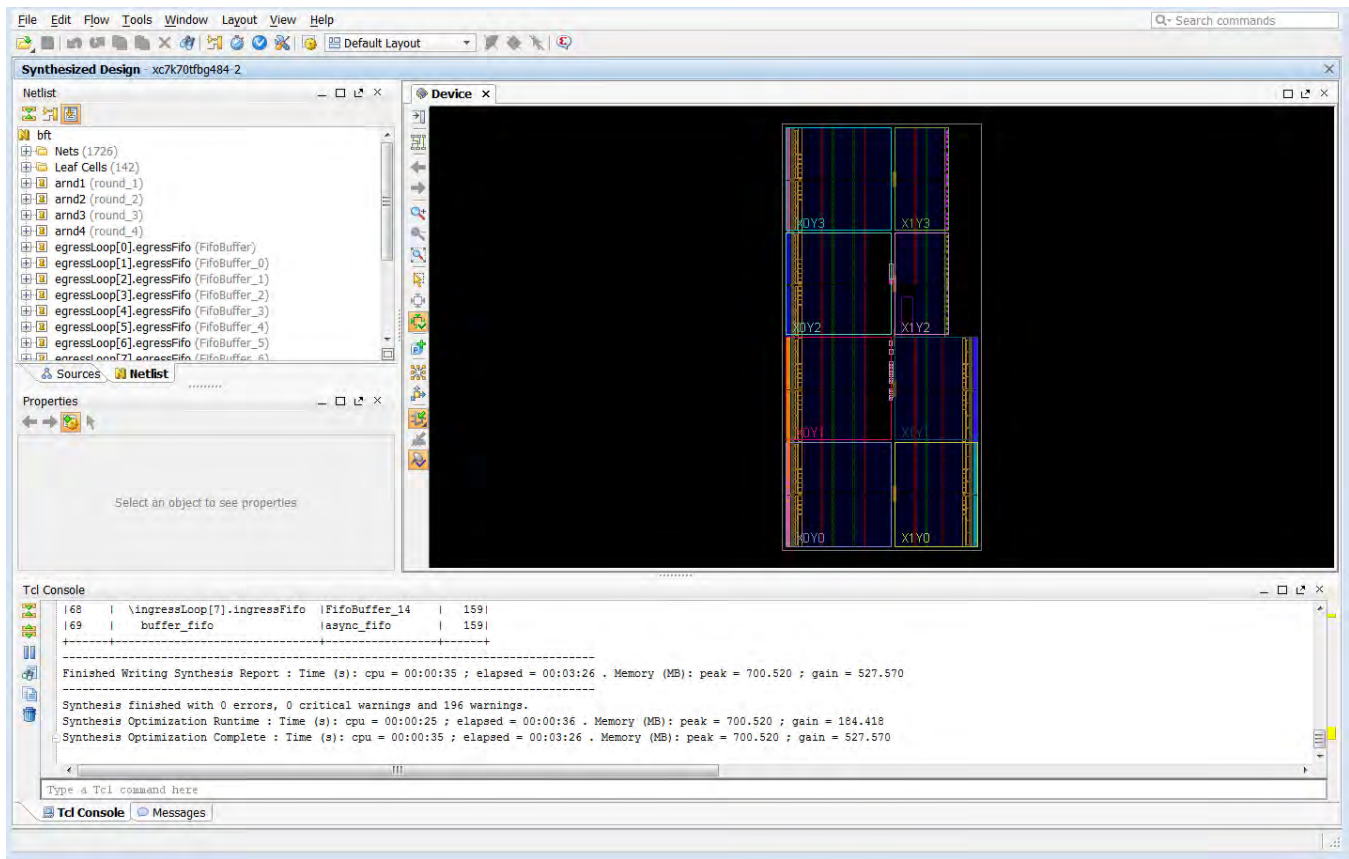 File Edit Flow Tools Window Layout View Help
Q- Search commands
Default Layout
Synthesized Design - xc7k70tfbg484-2
Netlist
bft
Nets (1726)
Leaf Cells (142)
arnd1 (round_1)
arnd2 (round_2)
arnd3 (round_3)
arnd4 (round_4)
egressLoop[0].egressFifo (FifoBuffer)
egressLoop[1].egressFifo (FifoBuffer_0)
egressLoop[2].egressFifo (FifoBuffer_1)
egressLoop[3].egressFifo (FifoBuffer_2)
egressLoop[4].egressFifo (FifoBuffer_3)
egressLoop[5].egressFifo (FifoBuffer_4)
egressLoop[6].egressFifo (FifoBuffer_5)
egressLoop[7].egressFifo (FifoBuffer_6)
Sources Netlist
Properties
Select an object to see properties
Device
X0Y3 X1Y3
X0Y2 X1Y2
X0Y1 X1Y1
X0Y0 X1Y0
Tcl Console
|68 | \ingressLoop[7].ingressFifo |FifoBuffer_14 | 159|
|69 | buffer_fifo |async_fifo | 159|
+------+------------------------------+-----------------+------+
---------------------------------------------------------------------------------
Finished Writing Synthesis Report : Time (s): cpu = 00:00:35 ; elapsed = 00:03:26 . Memory (MB): peak = 700.520 ; gain = 527.570
---------------------------------------------------------------------------------
Synthesis finished with 0 errors, 0 critical warnings and 196 warnings.
Synthesis Optimization Runtime : Time (s): cpu = 00:00:25 ; elapsed = 00:00:36 . Memory (MB): peak = 700.520 ; gain = 184.418
Synthesis Optimization Complete : Time (s): cpu = 00:00:35 ; elapsed = 00:03:26 . Memory (MB): peak = 700.520 ; gain = 527.570
Type a Tcl command here
Tcl Console Messages